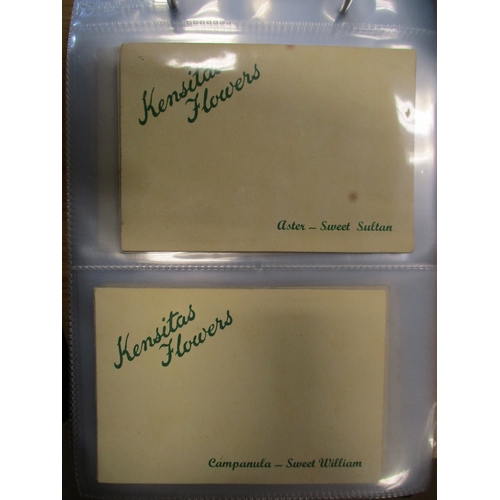 Kensitas
Flowers
Aster – Sweet Sultan
Kensitas
Flowers
Campanula – Sweet William